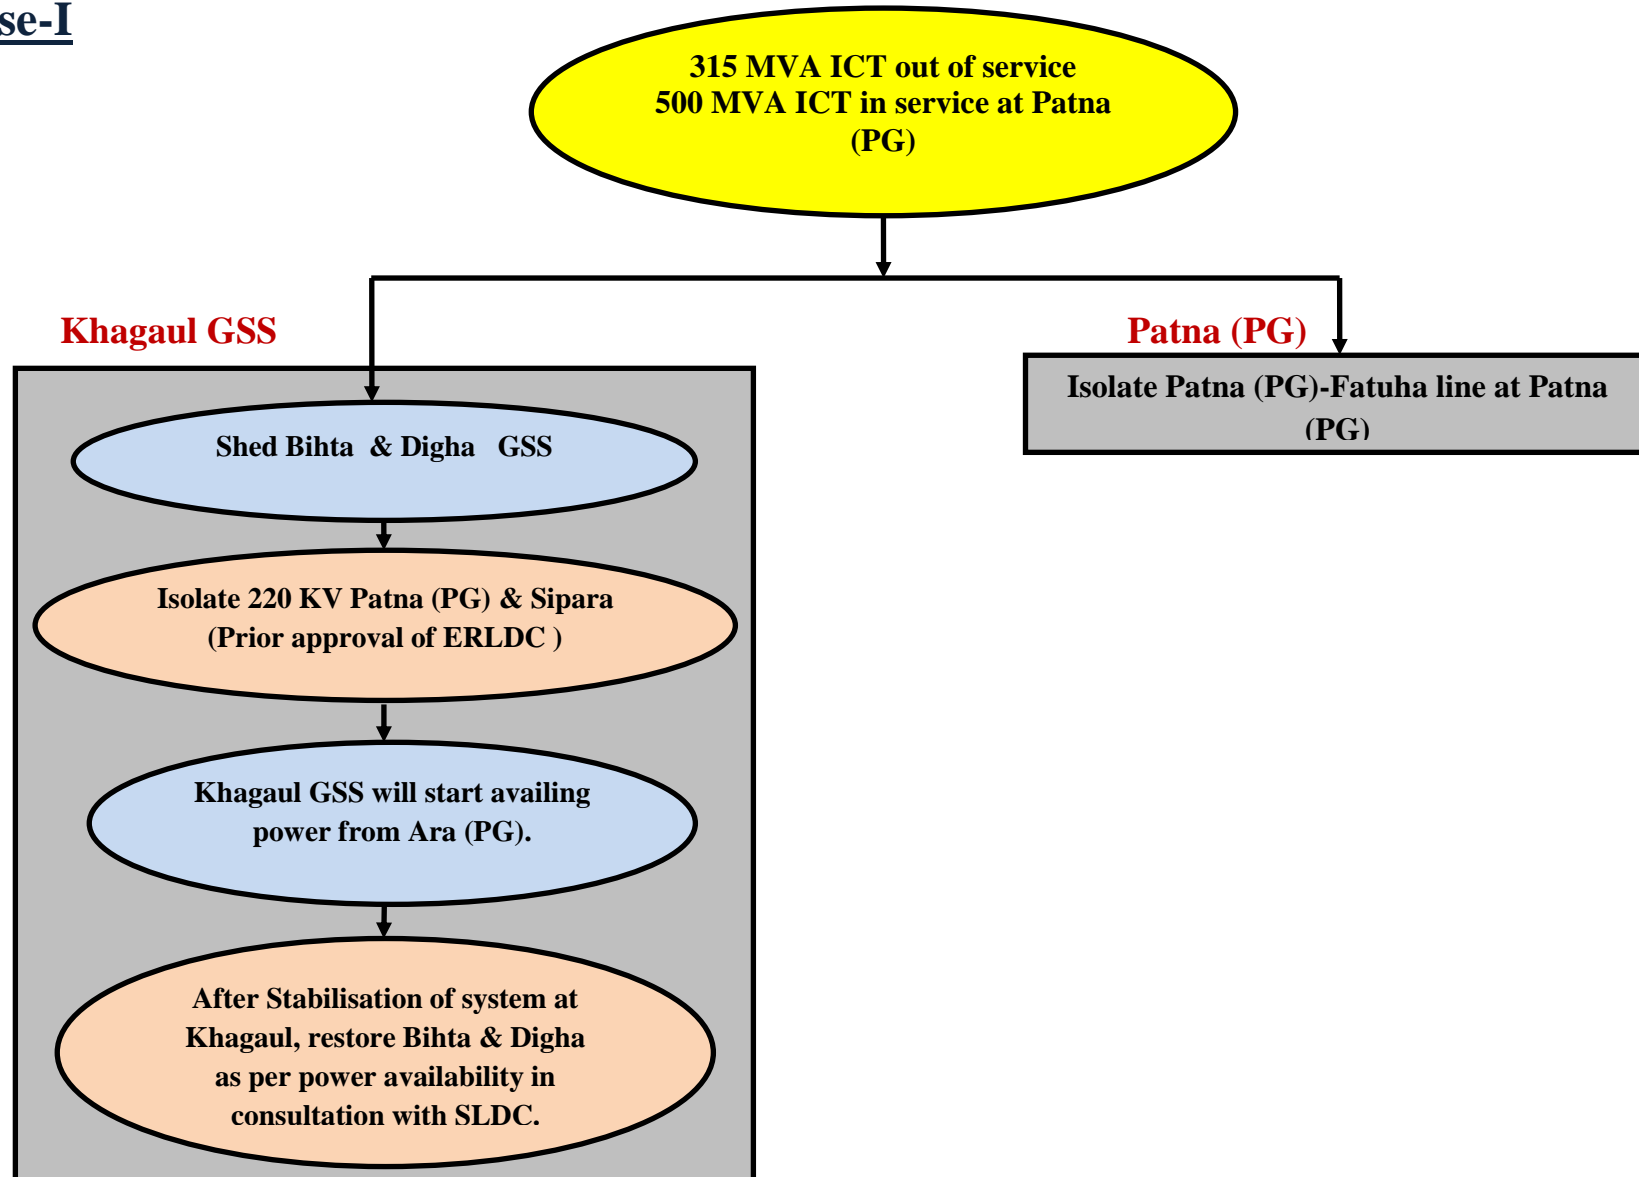 se-I
315 MVA ICT out of service
500 MVA ICT in service at Patna
(PG)
Khagaul GSS
Patna (PG)
Isolate Patna (PG)-Fatuha line at Patna
(PG)
Shed Bihta & Digha GSS
Isolate 220 KV Patna (PG) & Sipara
(Prior approval of ERLDC )
Khagaul GSS will start availing
power from Ara (PG).
After Stabilisation of system at
Khagaul, restore Bihta & Digha
as per power availability in
consultation with SLDC.